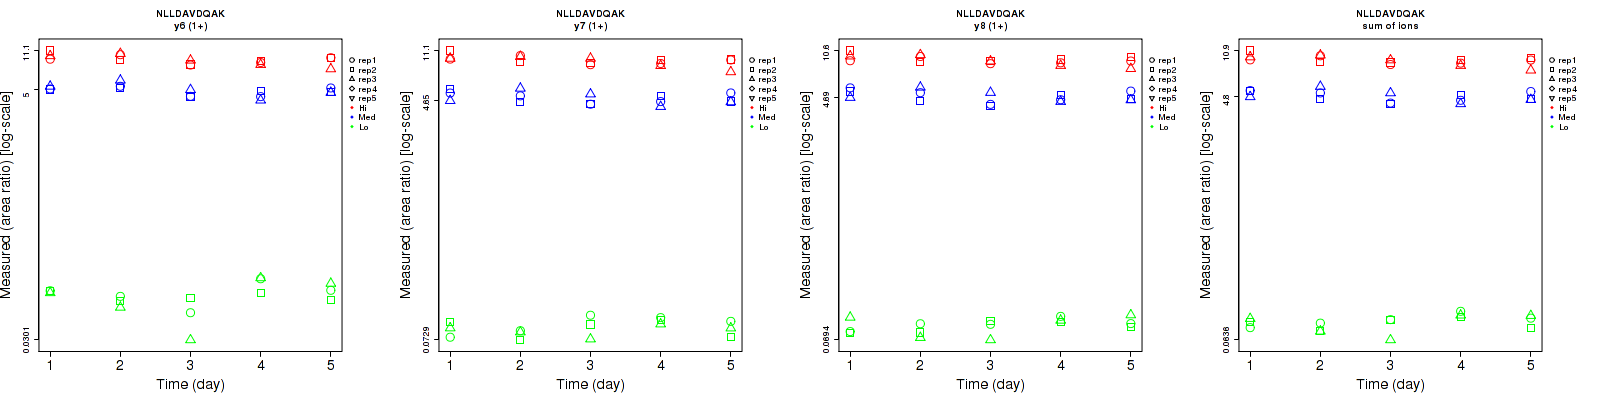 NLLDAVDQAK
y6 (1+)
Measured (area ratio) [log-scale]
11.1
5
0.0301
1 2 3 4 5
Time (day)
rep1
rep2
rep3
rep4
rep5
Hi
Med
Lo
NLLDAVDQAK
y7 (1+)
Measured (area ratio) [log-scale]
11.1
4.65
0.0729
1 2 3 4 5
Time (day)
rep1
rep2
rep3
rep4
rep5
Hi
Med
Lo
NLLDAVDQAK
y8 (1+)
Measured (area ratio) [log-scale]
10.6
4.69
0.0694
1 2 3 4 5
Time (day)
rep1
rep2
rep3
rep4
rep5
Hi
Med
Lo
NLLDAVDQAK
sum of ions
Measured (area ratio) [log-scale]
10.9
4.8
0.0636
1 2 3 4 5
Time (day)
rep1
rep2
rep3
rep4
rep5
Hi
Med
Lo